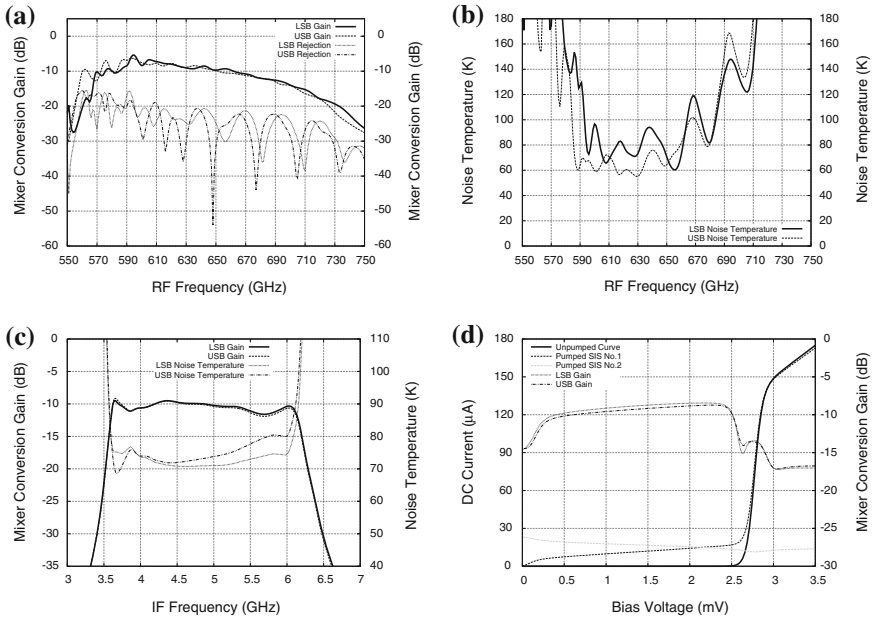 (a)
LSB Gain
USB Gain
LSB Rejection
USB Rejection
0
-10
-20
-30
-40
-50
-60
0
-10
-20
-30
-40
-50
-60
550 570 590 610 630 650 670 690 710 730 750
Mixer Conversion Gain (dB)
Mixer Conversion Gain (dB)
RF Frequency (GHz)
(b)
180
160
140
120
100
80
60
40
20
0
180
160
140
120
100
80
60
40
20
0
LSB Noise Temperature
USB Noise Temperature
550 570 590 610 630 650 670 690 710 730 750
Noise Temperature (K)
Noise Temperature (K)
RF Frequency (GHz)
(c)
LSB Gain
USB Gain
LSB Noise Temperature
USB Noise Temperature
0
-5
-10
-15
-20
-25
-30
-35
110
100
90
80
70
60
50
40
3 3.5 4 4.5 5 5.5 6 6.5 7
Mixer Conversion Gain (dB)
Noise Temperature (K)
IF Frequency (GHz)
(d)
Unpumped Curve
Pumped SIS No.1
Pumped SIS No.2
LSB Gain
USB Gain
180
150
120
90
60
30
0
0
-5
-10
-15
-20
-25
-30
0 0.5 1 1.5 2 2.5 3 3.5
DC Current (μA)
Mixer Conversion Gain (dB)
Bias Voltage (mV)